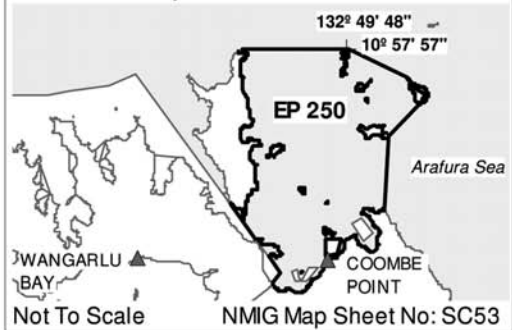 132º 49' 48"
10º 57' 57"
EP 250
Arafura Sea
WANGARLU
BAY
COOMBE
POINT
Not To Scale
NMIG Map Sheet No: SC53